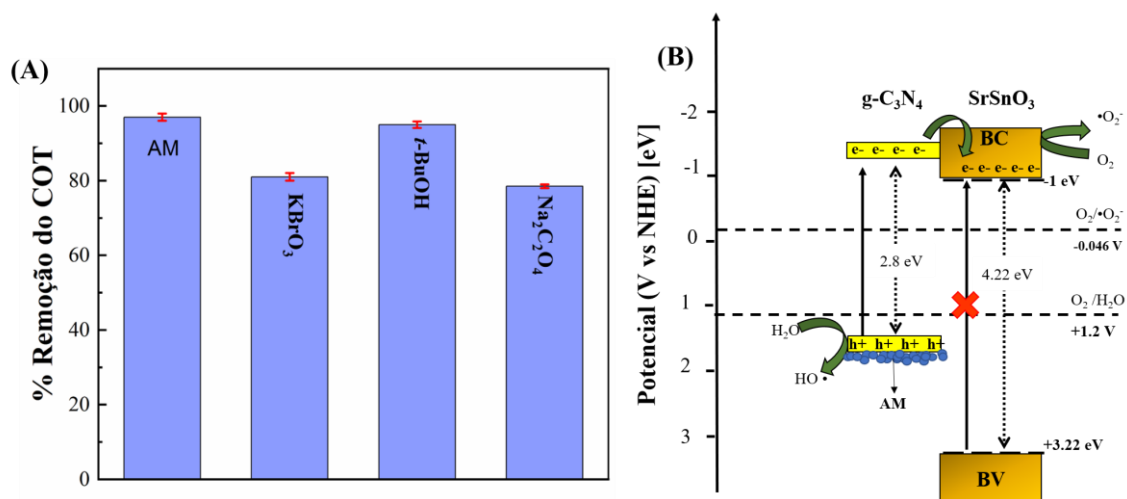 (A)
% Remoção do COT
100
80
60
40
20
0
AM
KBrO₃
t-BuOH
Na₂C₂O₄
(B)
Potencial (V vs NHE) [eV]
-2
-1
0
1
2
3
g-C₃N₄
SrSnO₃
BC
e- e- e- e-
e- e- e- e- e-
•O₂⁻
O₂
-1 eV
O₂/•O₂⁻
-0.046 V
2.8 eV
4.22 eV
O₂ /H₂O
+1.2 V
H₂O
h+ h+ h+ h+
HO •
AM
+3.22 eV
BV